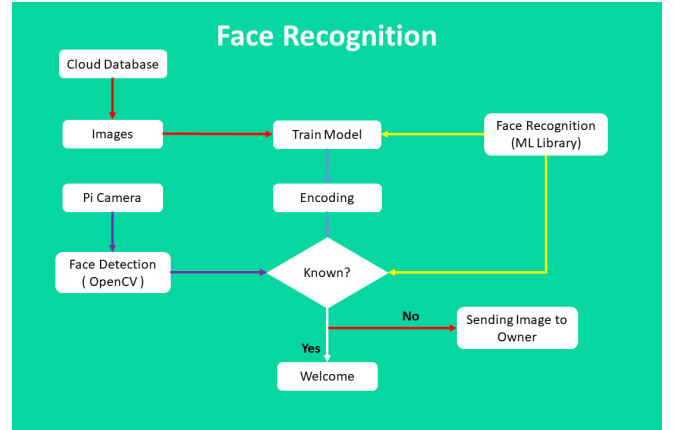 Face Recognition
Cloud Database
Images
Train Model
Face Recognition
(ML Library)
Pi Camera
Encoding
Face Detection
( OpenCV )
Known?
No
Sending Image to
Owner
Yes
Welcome